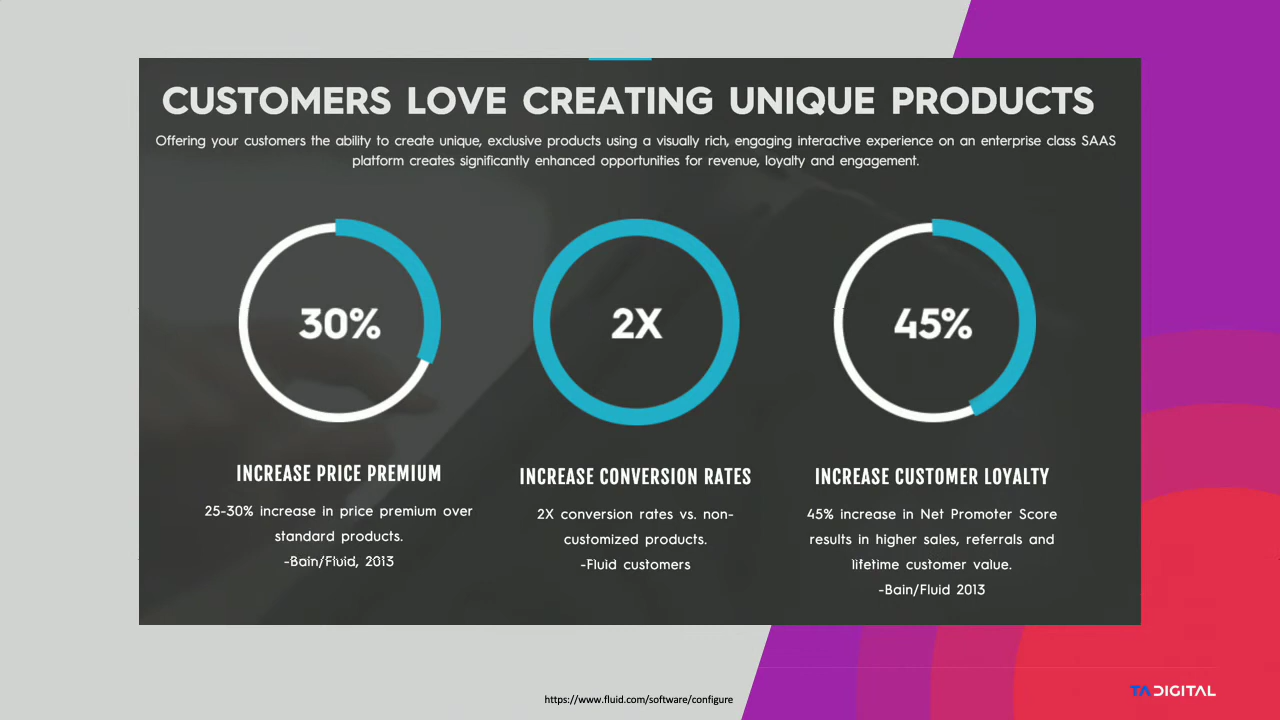 CUSTOMERS LOVE CREATING UNIQUE PRODUCTS
Offering your customers the ability to create unique, exclusive products using a visually rich, engaging interactive experience on an enterprise class SAAS
platform creates significantly enhanced opportunities for revenue, loyalty and engagement.
30%
INCREASE PRICE PREMIUM
25-30% increase in price premium over
standard products.
-Bain/Fluid, 2013
2X
INCREASE CONVERSION RATES
2X conversion rates vs. non-
customized products.
-Fluid customers
45%
INCREASE CUSTOMER LOYALTY
45% increase in Net Promoter Score
results in higher sales, referrals and
lifetime customer value.
-Bain/Fluid 2013
https://www.fluid.com/software/configure
TA DIGITAL